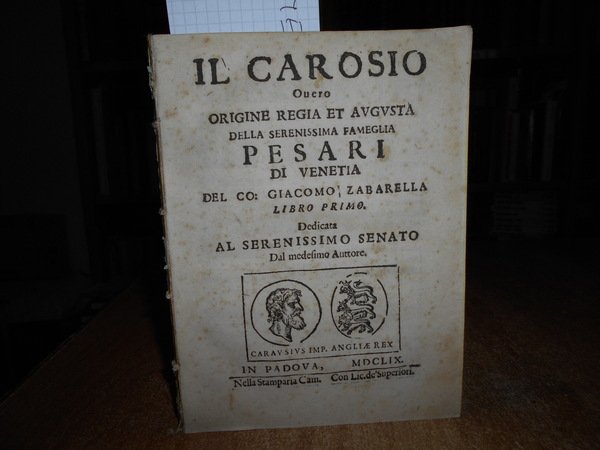 IL CAROSIO
Overo
ORIGINE REGIA ET AVGVSTA
DELLA SERENISSIMA FAMEGLIA
PESARI
DI VENETIA
DEL CO: GIACOMO ZABARELLA
LIBRO PRIMO.
Dedicata
AL SERENISSIMO SENATO
Dal medesimo Auttore.
CARAVSIVS IMP. ANGLIÆ REX
IN PADOVA, MDCLIX.
Nella Stamparia Cam. Con Lic. de' Superiori.